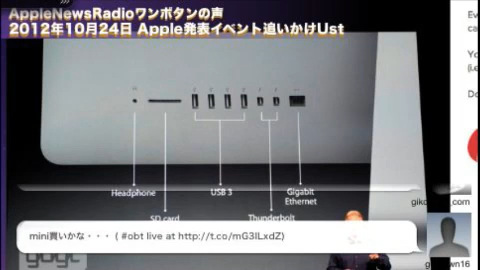 AppleNewsRadioワンボタンの声
2012年10月24日 Apple発表イベント追いかけUst
Headphone
SD card
USB 3
Thunderbolt
Gigabit
Ethernet
mini買いかな・・・ ( #obt live at http://t.co/mG3lLxdZ)